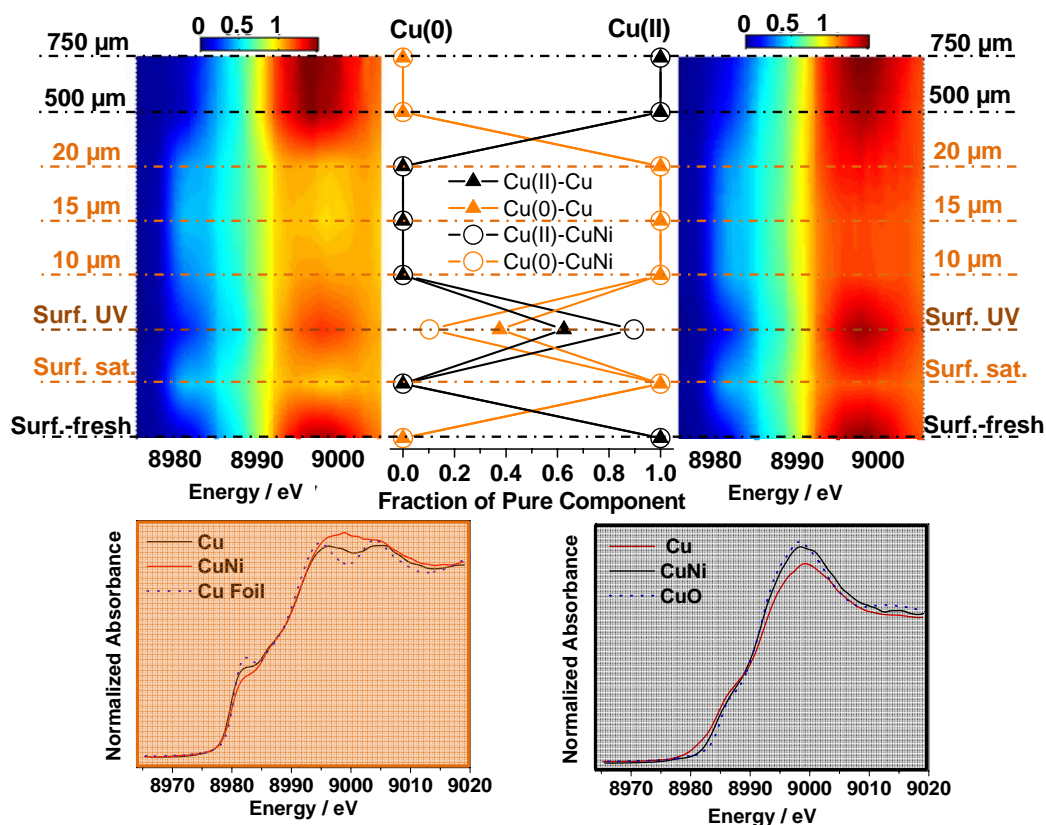 0 0.5 1
Cu(0)
Cu(II)
0 0.5 1
750 µm
500 µm
20 µm
15 µm
10 µm
Surf. UV
Surf. sat.
Surf.-fresh
Cu(II)-Cu
Cu(0)-Cu
Cu(II)-CuNi
Cu(0)-CuNi
750 µm
500 µm
20 µm
15 µm
10 µm
Surf. UV
Surf. sat.
Surf.-fresh
8980 8990 9000
Energy / eV
0.0 0.2 0.4 0.6 0.8 1.0
Fraction of Pure Component
8980 8990 9000
Energy / eV
Normalized Absorbance
Cu
CuNi
Cu Foil
8970 8980 8990 9000 9010 9020
Energy / eV
Normalized Absorbance
Cu
CuNi
CuO
8970 8980 8990 9000 9010 9020
Energy / eV